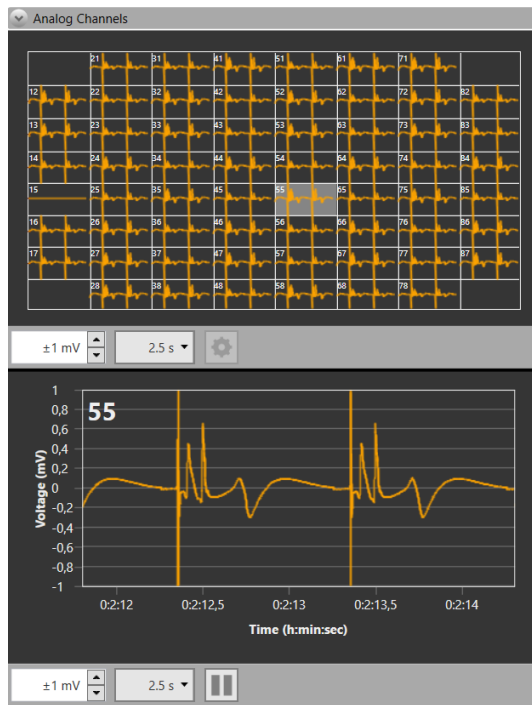 Analog Channels
21 31 41 51 61 71
12 22 32 42 52 62 72 82
13 23 33 43 53 63 73 83
14 24 34 44 54 64 74 84
15 25 35 45 55 65 75 85
16 26 36 46 56 66 76 86
17 27 37 47 57 67 77 87
28 38 48 58 68 78
±1 mV 2.5 s
55
Voltage (mV)
1
0,8
0,6
0,4
0,2
0
-0,2
-0,4
-0,6
-0,8
-1
0:2:12 0:2:12,5 0:2:13 0:2:13,5 0:2:14
Time (h:min:sec)
±1 mV 2.5 s